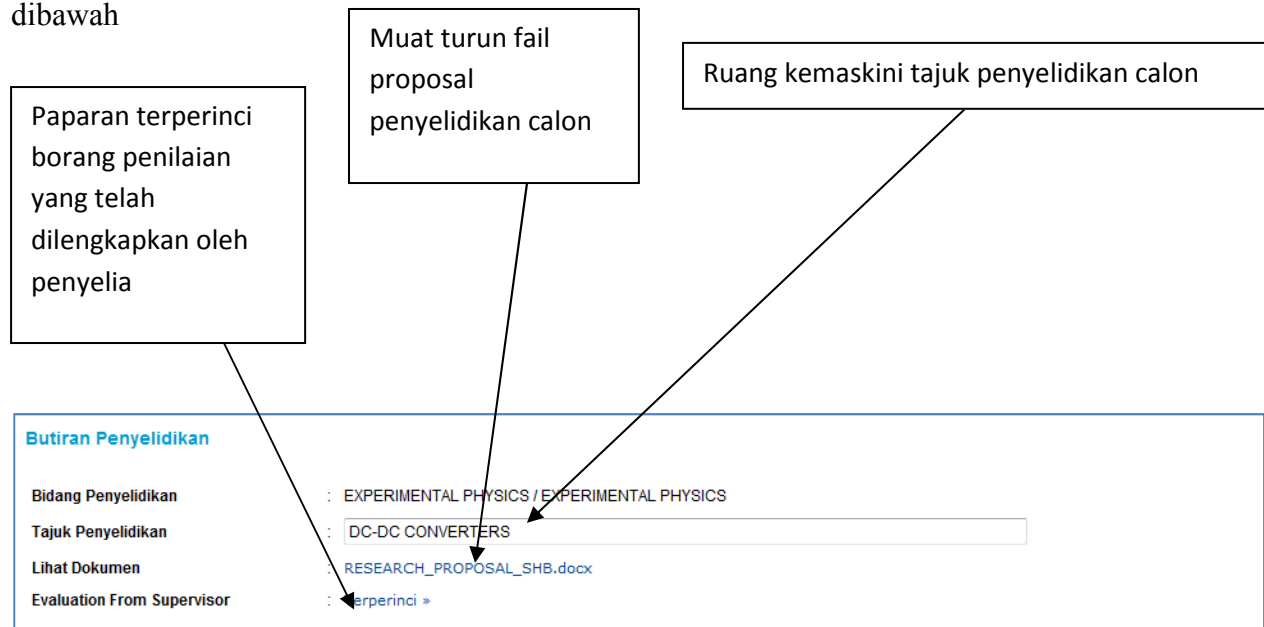 dibawah
Muat turun fail
proposal
penyelidikan calon
Ruang kemaskini tajuk penyelidikan calon
Paparan terperinci
borang penilaian
yang telah
dilengkapkan oleh
penyelia
Butiran Penyelidikan
Bidang Penyelidikan : EXPERIMENTAL PHYSICS / EXPERIMENTAL PHYSICS
Tajuk Penyelidikan : DC-DC CONVERTERS
Lihat Dokumen : RESEARCH_PROPOSAL_SHB.docx
Evaluation From Supervisor : Terperinci »